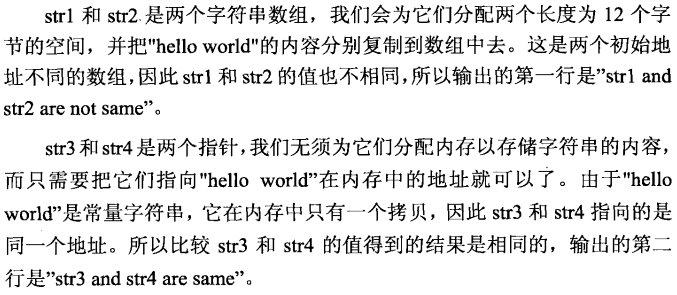 str1 和 str2 是两个字符串数组，我们会为它们分配两个长度为 12 个字
节的空间，并把"hello world"的内容分别复制到数组中去。这是两个初始地
址不同的数组，因此 str1 和 str2 的值也不相同，所以输出的第一行是”str1 and
str2 are not same”。
str3 和 str4 是两个指针，我们无须为它们分配内存以存储字符串的内容，
而只需要把它们指向"hello world”在内存中的地址就可以了。由于"hello
world”是常量字符串，它在内存中只有一个拷贝，因此 str3 和 str4 指向的是
同一个地址。所以比较 str3 和 str4 的值得到的结果是相同的，输出的第二
行是”str3 and str4 are same”。